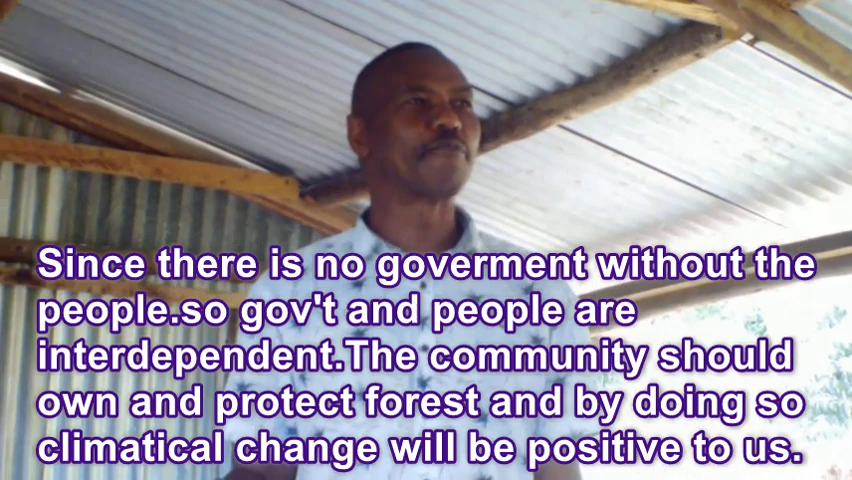 Since there is no goverment without the
people.so gov't and people are
interdependent.The community should
own and protect forest and by doing so
climatical change will be positive to us.